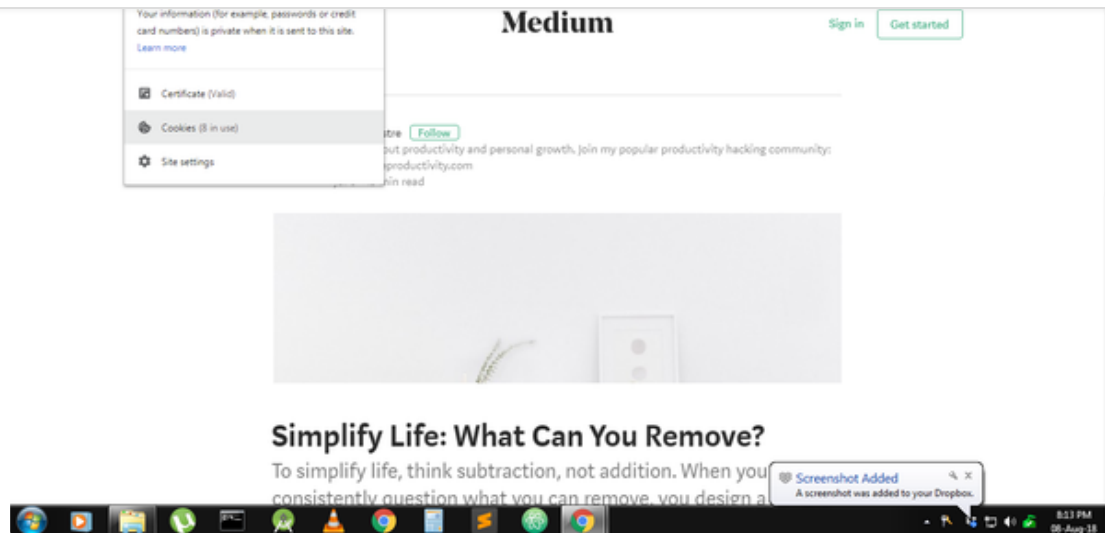 Your information (for example, passwords or credit
card numbers) is private when it is sent to this site.
Learn more
Certificate (Valid)
Cookies (8 in use)
Site settings
Medium
Sign in
Get started
tre Follow
out productivity and personal growth. Join my popular productivity hacking community:
productivity.com
min read
Simplify Life: What Can You Remove?
To simplify life, think subtraction, not addition. When you
consistently question what you can remove, you design a
Screenshot Added
A screenshot was added to your Dropbox.
8:13 PM
08-Aug-18